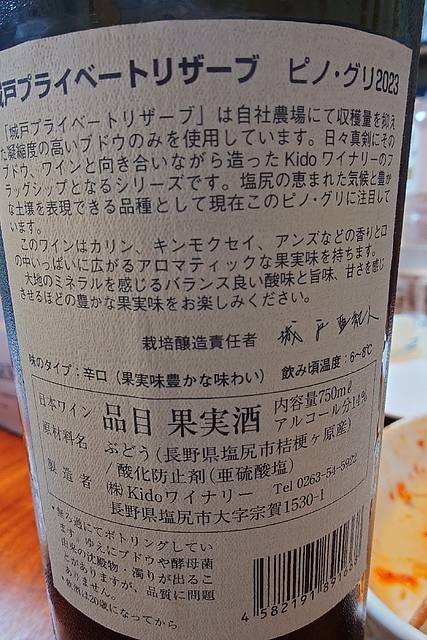 戸プライベートリザーブ ピノ・グリ2023
「城戸プライベートリザーブ」は自社農場にて収穫量を抑え
た凝縮度の高いブドウのみを使用しています。日々真剣にその
ブドウ、ワインと向き合いながら造ったKidoワイナリーのフ
ラッグシップとなるシリーズです。塩尻の恵まれた気候と豊か
な土壌を表現できる品種として現在このピノ・グリに注目して
います。
このワインはカリン、キンモクセイ、アンズなどの香りと口
の中いっぱいに広がるアロマティックな果実味を持ちます。
大地のミネラルを感じるバランス良い酸味と旨味、甘さを感じ
させるほどの豊かな果実味をお楽しみください。
栽培醸造責任者 城戸
味のタイプ:辛口(果実味豊かな味わい) 飲み頃温度:6~8℃
日本ワイン 品目 果実酒 内容量750mℓ
アルコール分14%
原材料名 ぶどう(長野県塩尻市桔梗ヶ原産)
/酸化防止剤(亜硫酸塩)
製造者 (株)Kidoワイナリー Tel 0263-54-5922
長野県塩尻市大字宗賀1530-1
・無ろ過にてボトリングしてい
ます。ゆえにブドウや酵母菌
由来の沈殿物・濁りが出るこ
とがありますが、品質に問題
ありません。
・飲酒は20歳になってから
4 582191 891